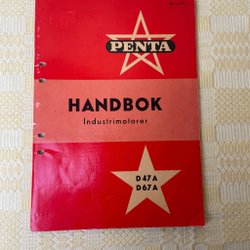 PENTA
HANDBOK
Industrimotorer
D47A
D67A